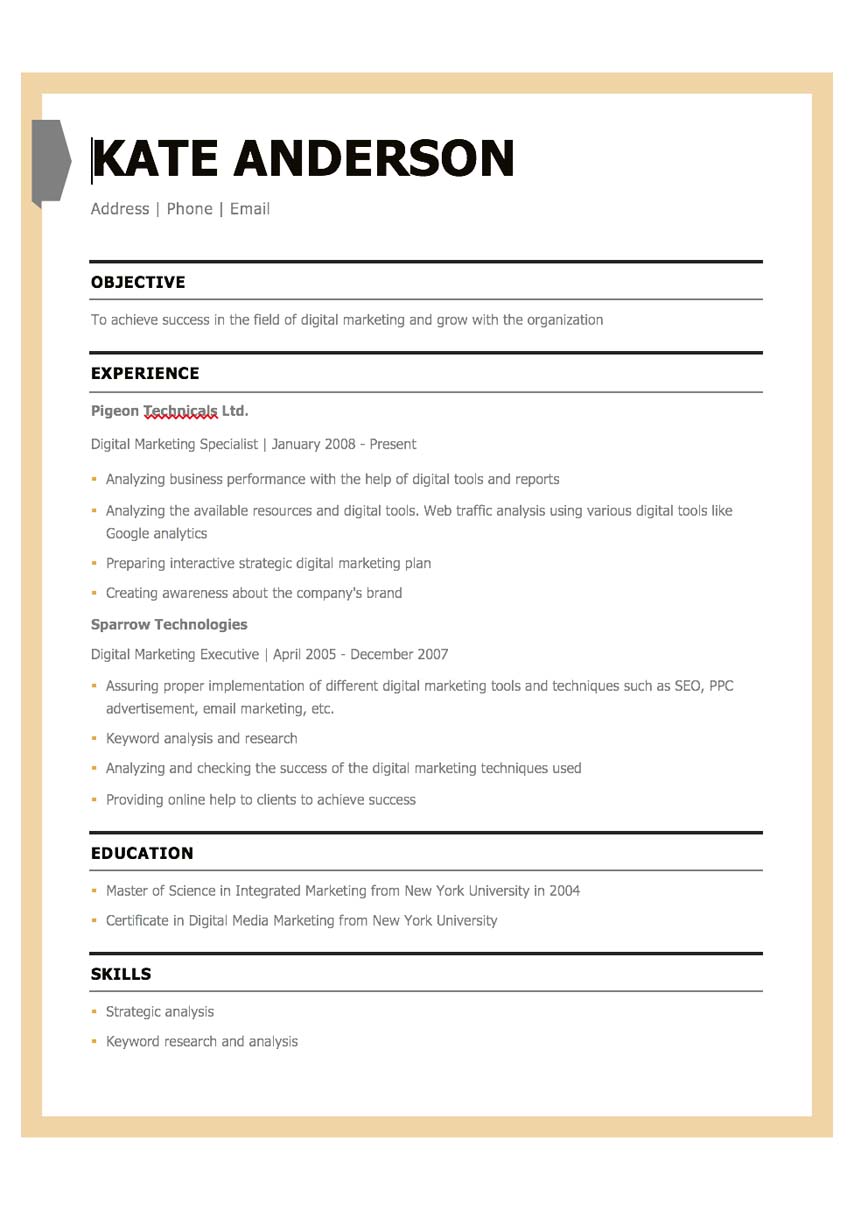 KATE ANDERSON
Address | Phone | Email
OBJECTIVE
To achieve success in the field of digital marketing and grow with the organization
EXPERIENCE
Pigeon Technicals Ltd.
Digital Marketing Specialist | January 2008 - Present
▪ Analyzing business performance with the help of digital tools and reports
▪ Analyzing the available resources and digital tools. Web traffic analysis using various digital tools like
Google analytics
▪ Preparing interactive strategic digital marketing plan
▪ Creating awareness about the company's brand
Sparrow Technologies
Digital Marketing Executive | April 2005 - December 2007
▪ Assuring proper implementation of different digital marketing tools and techniques such as SEO, PPC
advertisement, email marketing, etc.
▪ Keyword analysis and research
▪ Analyzing and checking the success of the digital marketing techniques used
▪ Providing online help to clients to achieve success
EDUCATION
▪ Master of Science in Integrated Marketing from New York University in 2004
▪ Certificate in Digital Media Marketing from New York University
SKILLS
▪ Strategic analysis
▪ Keyword research and analysis